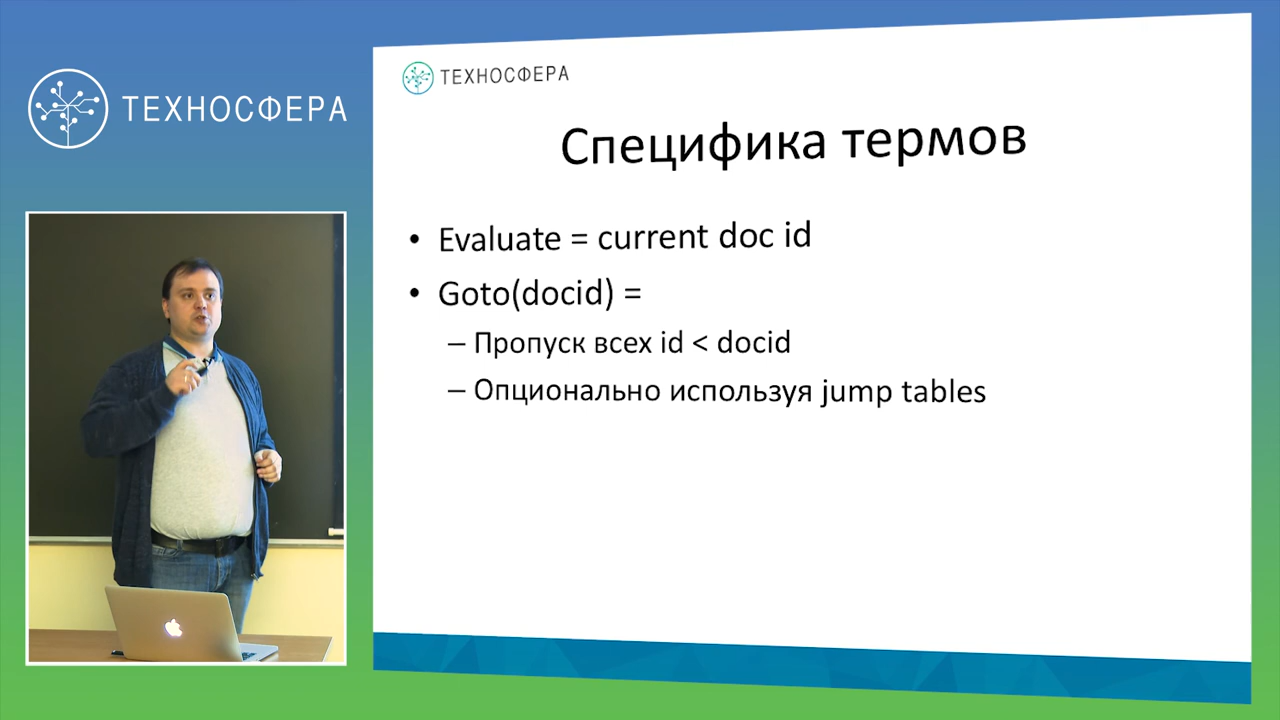 ТЕХНОСФЕРА
ТЕХНОСФЕРА
Специфика термов
• Evaluate = current doc id
• Goto(docid) =
– Пропуск всех id < docid
– Опционально используя jump tables